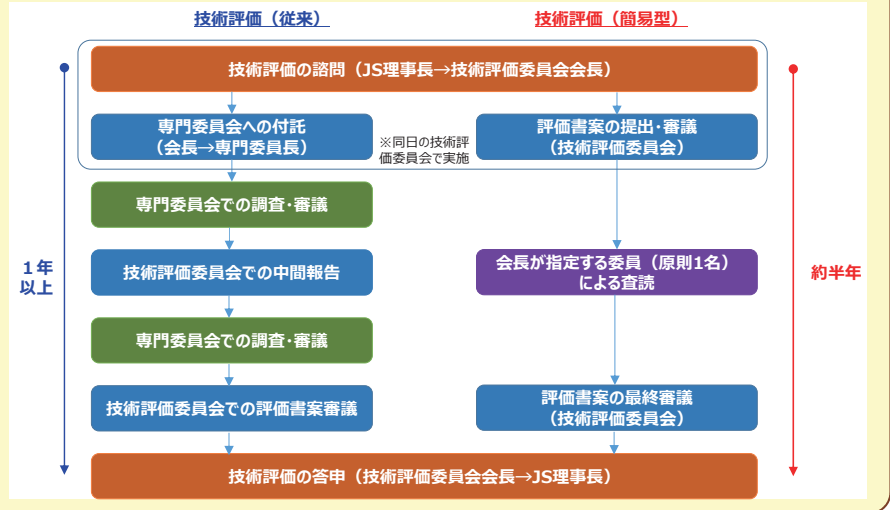 技術評価（従来）
技術評価（簡易型）
技術評価の諮問（JS理事長→技術評価委員会会長）
専門委員会への付託
（会長→専門委員長）
※同日の技術評
価委員会で実施
評価書案の提出・審議
（技術評価委員会）
専門委員会での調査・審議
１年
以上
技術評価委員会での中間報告
会長が指定する委員（原則1名）
による査読
約半年
専門委員会での調査・審議
技術評価委員会での評価書案審議
評価書案の最終審議
（技術評価委員会）
技術評価の答申（技術評価委員会会長→JS理事長）